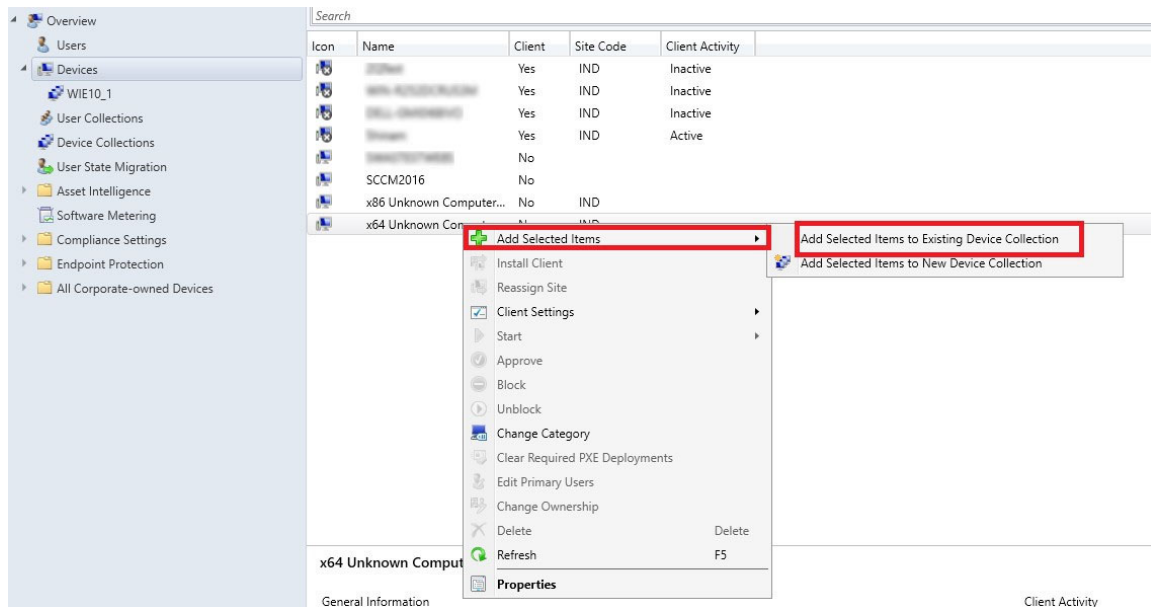 Overview
Users
Devices
WIE10_1
User Collections
Device Collections
User State Migration
Asset Intelligence
Software Metering
Compliance Settings
Endpoint Protection
All Corporate-owned Devices
Search
Icon Name Client Site Code Client Activity
Yes IND Inactive
Yes IND Inactive
Yes IND Inactive
Yes IND Active
No
SCCM2016 No
x86 Unknown Computer... No IND
x64 Unknown
Add Selected Items
Install Client
Reassign Site
Client Settings
Start
Approve
Block
Unblock
Change Category
Clear Required PXE Deployments
Edit Primary Users
Change Ownership
Delete Delete
Refresh F5
Properties
Add Selected Items to Existing Device Collection
Add Selected Items to New Device Collection
x64 Unknown Comput
General Information
Client Activity